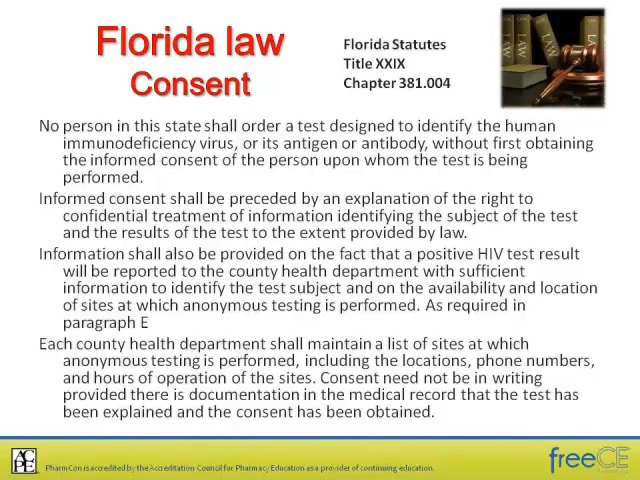 Florida law
Consent
Florida Statutes
Title XXIX
Chapter 381.004
LAW
LAW
No person in this state shall order a test designed to identify the human
immunodeficiency virus, or its antigen or antibody, without first obtaining
the informed consent of the person upon whom the test is being
performed.
Informed consent shall be preceded by an explanation of the right to
confidential treatment of information identifying the subject of the test
and the results of the test to the extent provided by law.
Information shall also be provided on the fact that a positive HIV test result
will be reported to the county health department with sufficient
information to identify the test subject and on the availability and location
of sites at which anonymous testing is performed. As required in
paragraph E
Each county health department shall maintain a list of sites at which
anonymous testing is performed, including the locations, phone numbers,
and hours of operation of the sites. Consent need not be in writing
provided there is documentation in the medical record that the test has
been explained and the consent has been obtained.
ACPE
PharmCon is accredited by the Accreditation Council for Pharmacy Education as a provider of continuing education.
freeCE